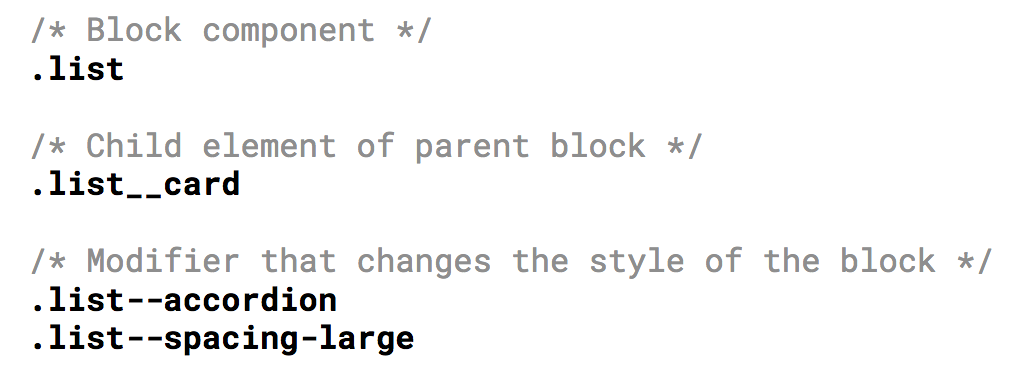 /* Block component */
.list
/* Child element of parent block */
.list__card
/* Modifier that changes the style of the block */
.list--accordion
.list--spacing-large